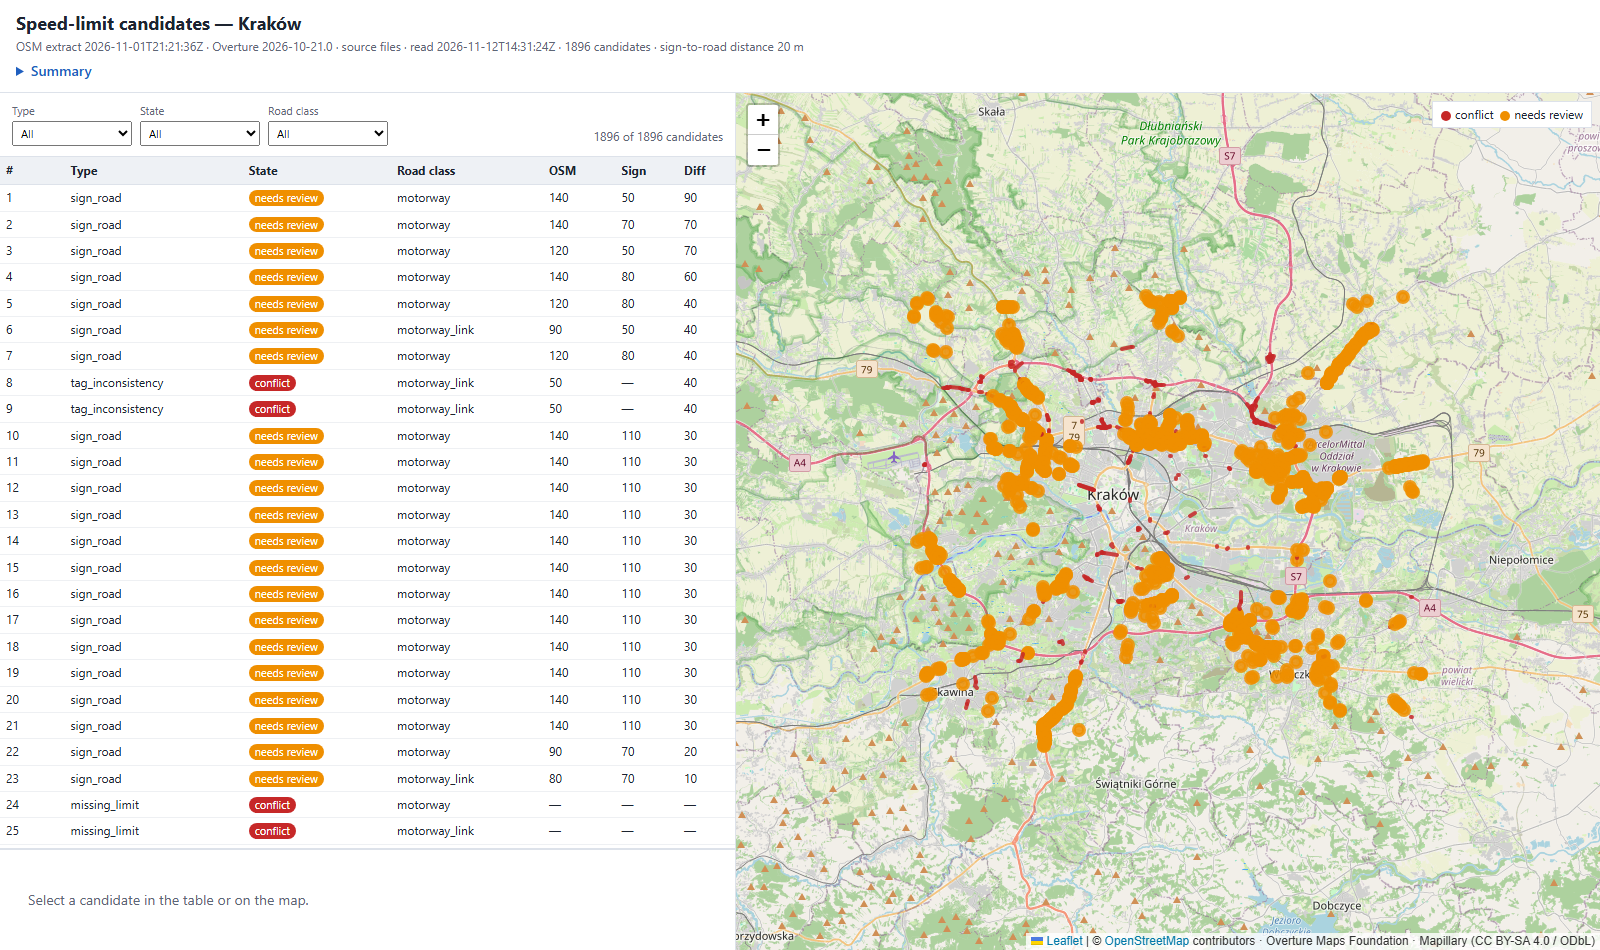 Speed-limit candidates — Kraków
OSM extract 2026-11-01T21:21:36Z · Overture 2026-10-21.0 · source files · read 2026-11-12T14:31:24Z · 1896 candidates · sign-to-road distance 20 m
▶ Summary
Type State Road class
All All All
1896 of 1896 candidates
# Type State Road class OSM Sign Diff
1 sign_road needs review motorway 140 50 90
2 sign_road needs review motorway 140 70 70
3 sign_road needs review motorway 120 50 70
4 sign_road needs review motorway 140 80 60
5 sign_road needs review motorway 120 80 40
6 sign_road needs review motorway_link 90 50 40
7 sign_road needs review motorway 120 80 40
8 tag_inconsistency conflict motorway_link 50 — 40
9 tag_inconsistency conflict motorway_link 50 — 40
10 sign_road needs review motorway 140 110 30
11 sign_road needs review motorway 140 110 30
12 sign_road needs review motorway 140 110 30
13 sign_road needs review motorway 140 110 30
14 sign_road needs review motorway 140 110 30
15 sign_road needs review motorway 140 110 30
16 sign_road needs review motorway 140 110 30
17 sign_road needs review motorway 140 110 30
18 sign_road needs review motorway 140 110 30
19 sign_road needs review motorway 140 110 30
20 sign_road needs review motorway 140 110 30
21 sign_road needs review motorway 140 110 30
22 sign_road needs review motorway 90 70 20
23 sign_road needs review motorway_link 80 70 10
24 missing_limit conflict motorway — — —
25 missing_limit conflict motorway_link — — —
Select a candidate in the table or on the map.
+
−
conflict needs review
Skała
Dłubniański
Park Krajobrazowy
S7
79
7
79
A4
79
Oddział
w Krakowie
Kraków
Kraków
Niepołomice
S7
A4
75
powiat
wielicki
Świątniki Górne
Dobczyce
Jezioro
Leaflet | © OpenStreetMap contributors · Overture Maps Foundation · Mapillary (CC BY-SA 4.0 / ODbL)